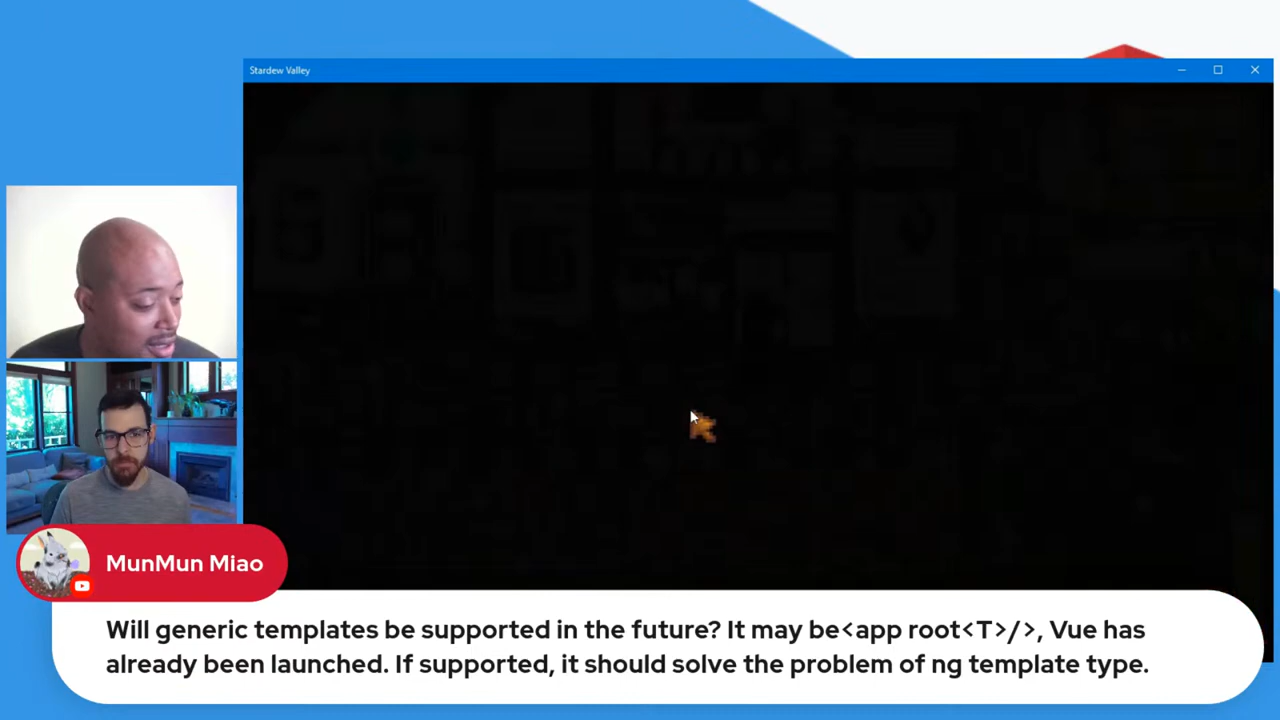 Stardew Valley
MunMun Miao
Will generic templates be supported in the future? It may be<app root<T>/>, Vue has
already been launched. If supported, it should solve the problem of ng template type.